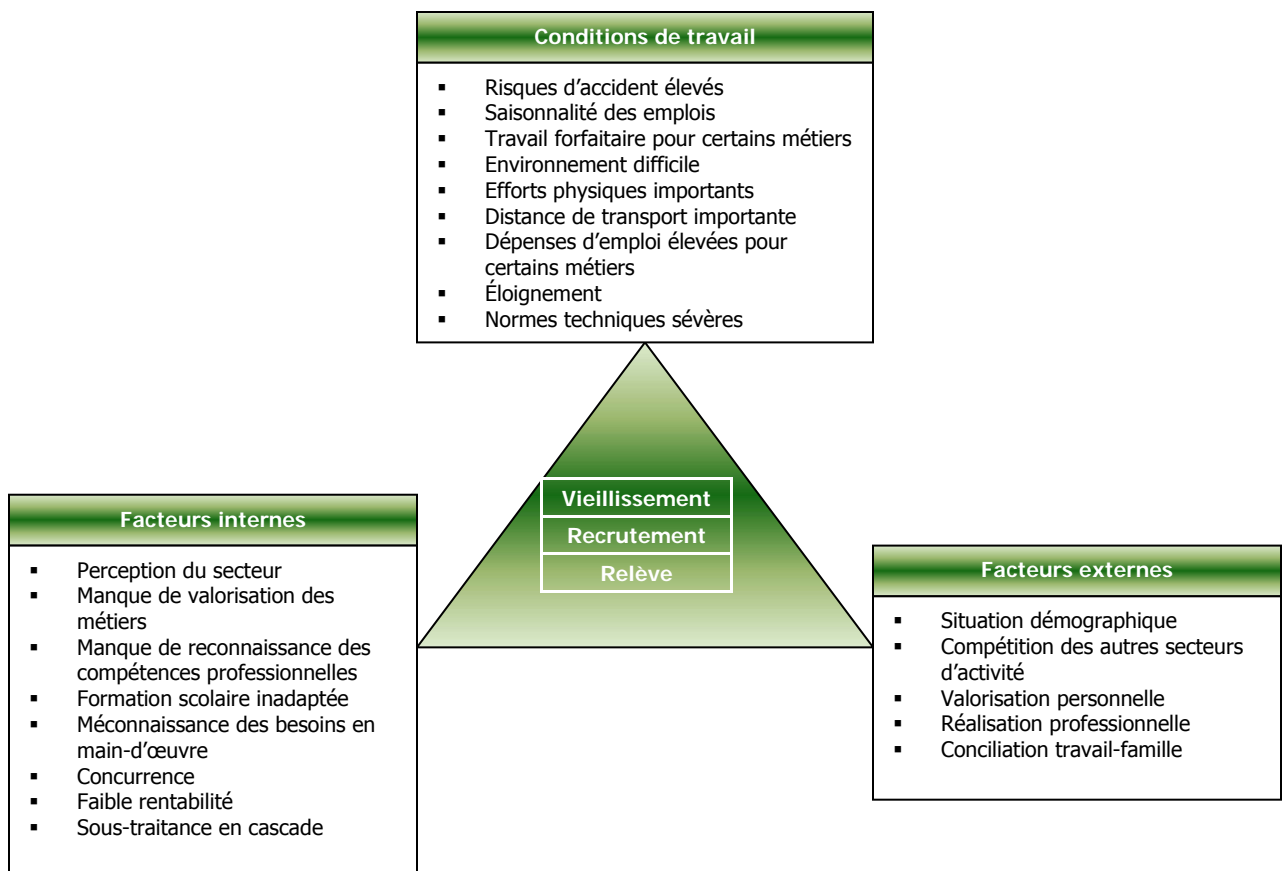 Conditions de travail
▪ Risques d’accident élevés
▪ Saisonnalité des emplois
▪ Travail forfaitaire pour certains métiers
▪ Environnement difficile
▪ Efforts physiques importants
▪ Distance de transport importante
▪ Dépenses d’emploi élevées pour
certains métiers
▪ Éloignement
▪ Normes techniques sévères
Vieillissement
Recrutement
Relève
Facteurs internes
▪ Perception du secteur
▪ Manque de valorisation des
métiers
▪ Manque de reconnaissance des
compétences professionnelles
▪ Formation scolaire inadaptée
▪ Méconnaissance des besoins en
main-d’œuvre
▪ Concurrence
▪ Faible rentabilité
▪ Sous-traitance en cascade
Facteurs externes
▪ Situation démographique
▪ Compétition des autres secteurs
d’activité
▪ Valorisation personnelle
▪ Réalisation professionnelle
▪ Conciliation travail-famille